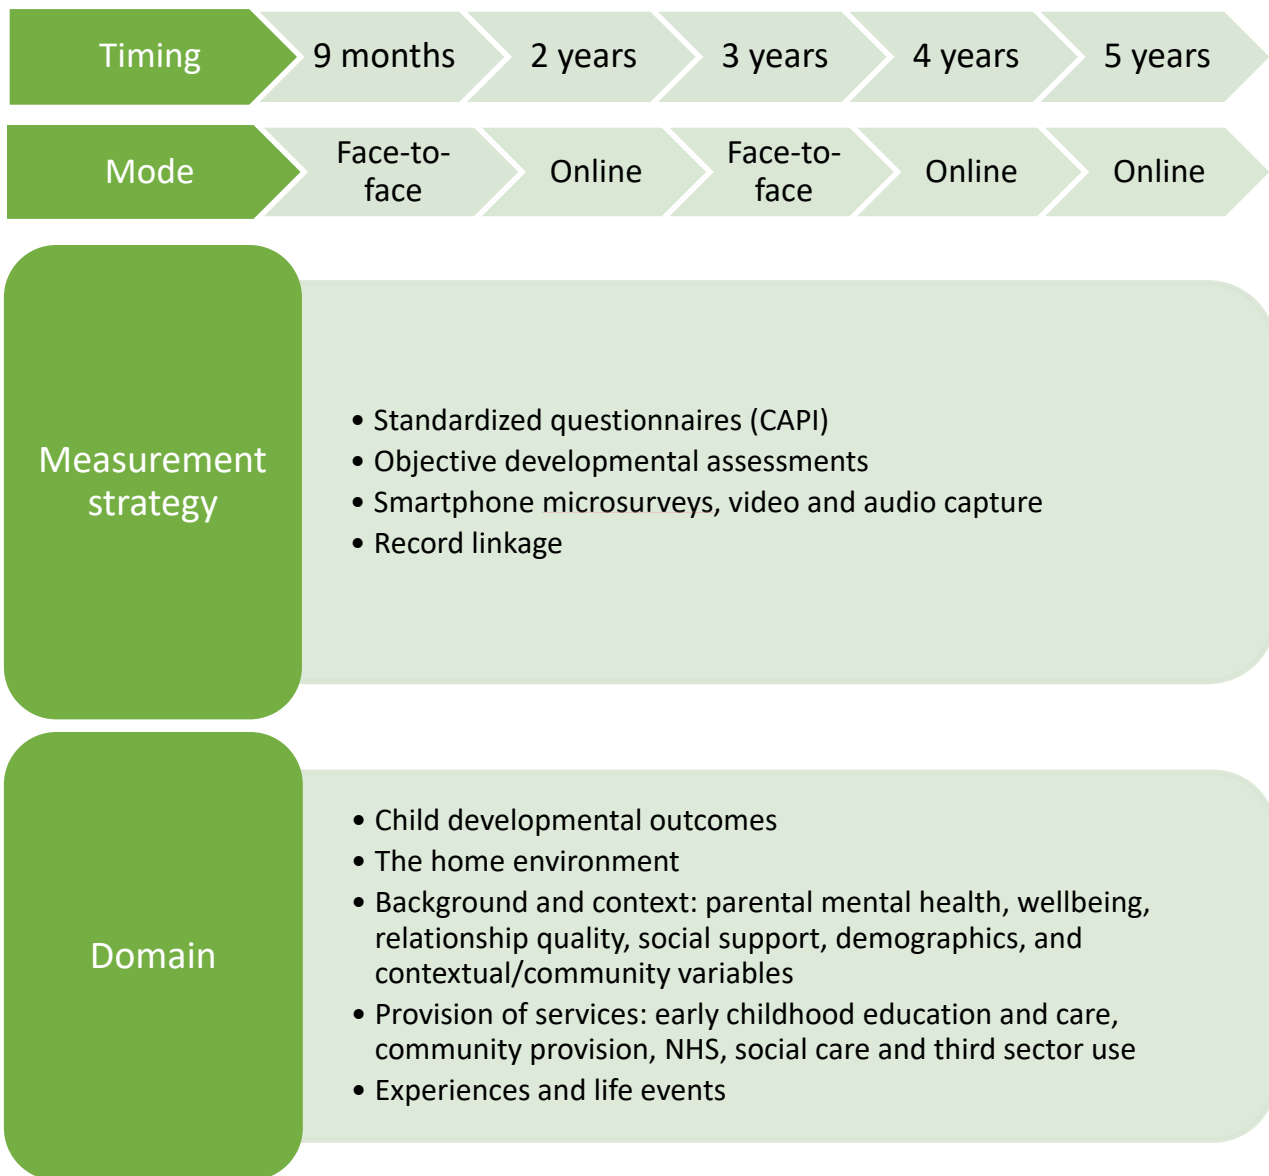 Timing
9 months
2 years
3 years
4 years
5 years
Mode
Face-to-
face
Online
Face-to-
face
Online
Online
Measurement
strategy
• Standardized questionnaires (CAPI)
• Objective developmental assessments
• Smartphone microsurveys, video and audio capture
• Record linkage
Domain
• Child developmental outcomes
• The home environment
• Background and context: parental mental health, wellbeing,
relationship quality, social support, demographics, and
contextual/community variables
• Provision of services: early childhood education and care,
community provision, NHS, social care and third sector use
• Experiences and life events